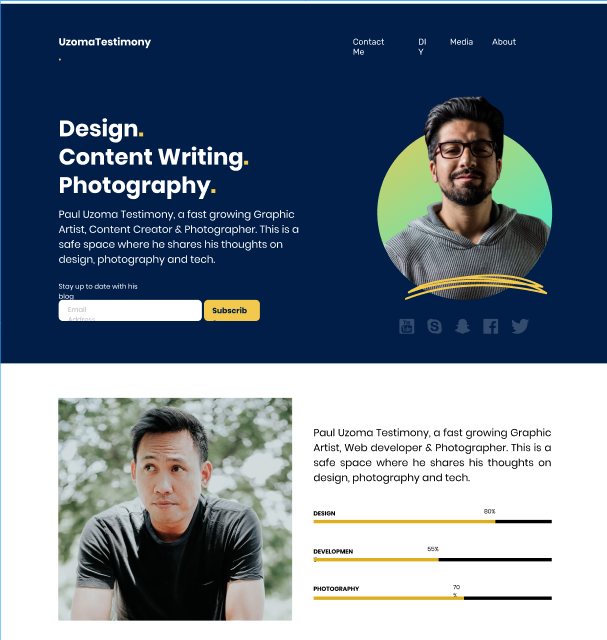 UzomaTestimony
.
Contact
Me
DI
Y
Media
About
Design.
Content Writing.
Photography.
Paul Uzoma Testimony, a fast growing Graphic
Artist, Content Creator & Photographer. This is a
safe space where he shares his thoughts on
design, photography and tech.
Stay up to date with his
blog
Email
Address
Subscrib
Paul Uzoma Testimony, a fast growing Graphic
Artist, Web developer & Photographer. This is a
safe space where he shares his thoughts on
design, photography and tech.
DESIGN
80%
DEVELOPMEN
55%
PHOTOGRAPHY
70
%